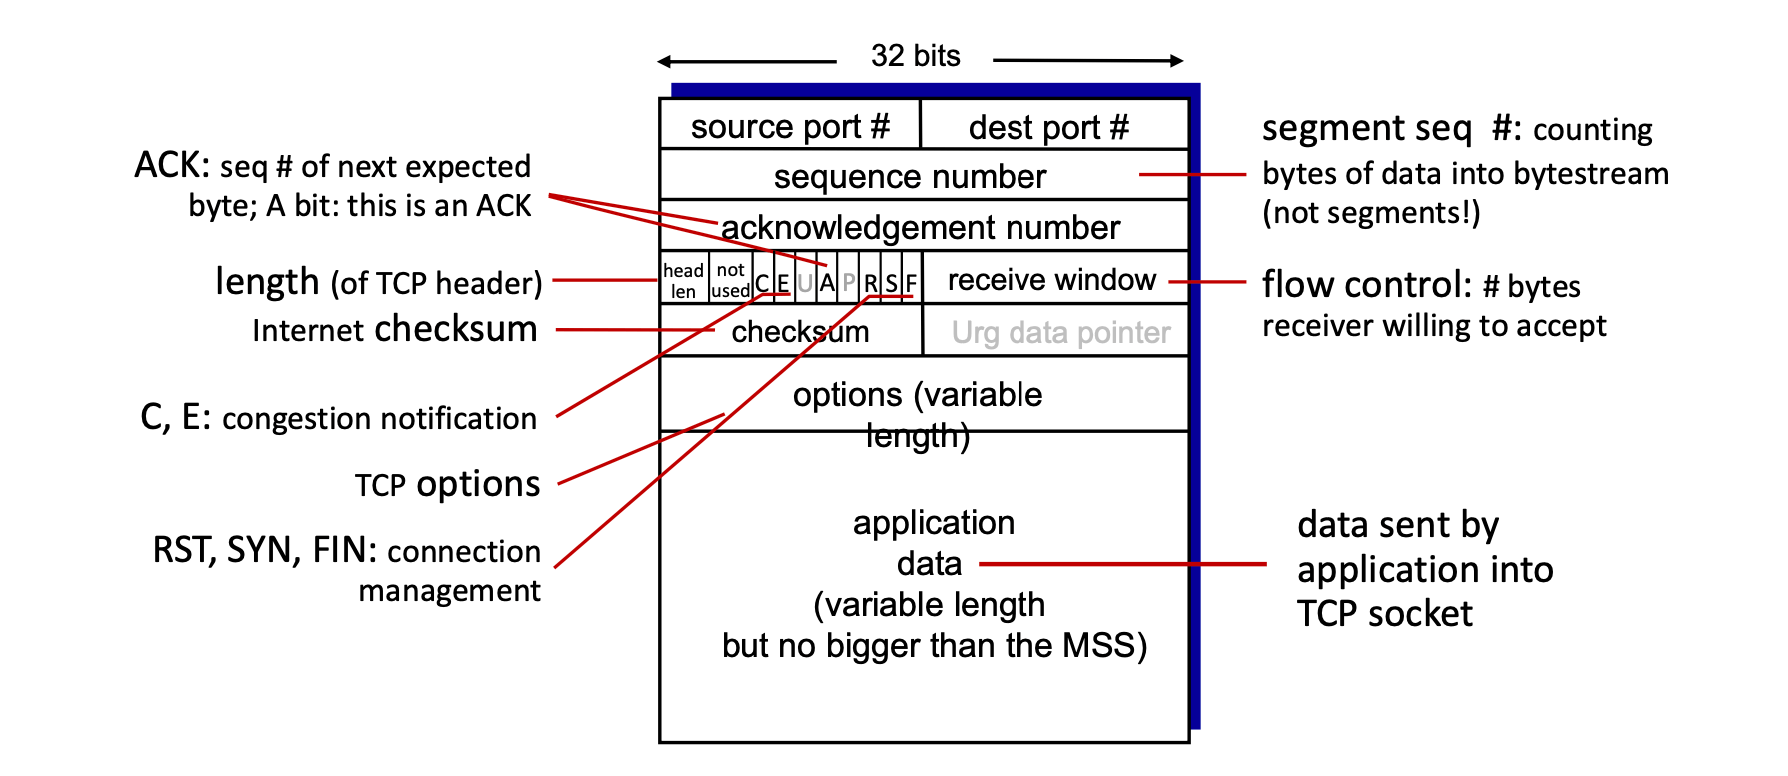 32 bits
source port #
dest port #
segment seq #: counting
bytes of data into bytestream
(not segments!)
ACK: seq # of next expected
byte; A bit: this is an ACK
sequence number
acknowledgement number
length (of TCP header)
head
len
not
used
C
E
U
A
P
R
S
F
receive window
flow control: # bytes
receiver willing to accept
Internet checksum
checksum
Urg data pointer
C, E: congestion notification
options (variable
length)
TCP options
RST, SYN, FIN: connection
management
application
data
(variable length
but no bigger than the MSS)
data sent by
application into
TCP socket